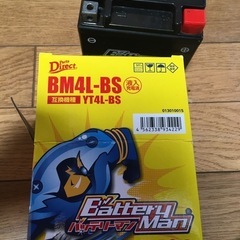 Parts
Direct
BM4L-BS
液入
充電済
互換機種 YT4L-BS
013010015
4562338934229
Battery
バッテリーマン
Man